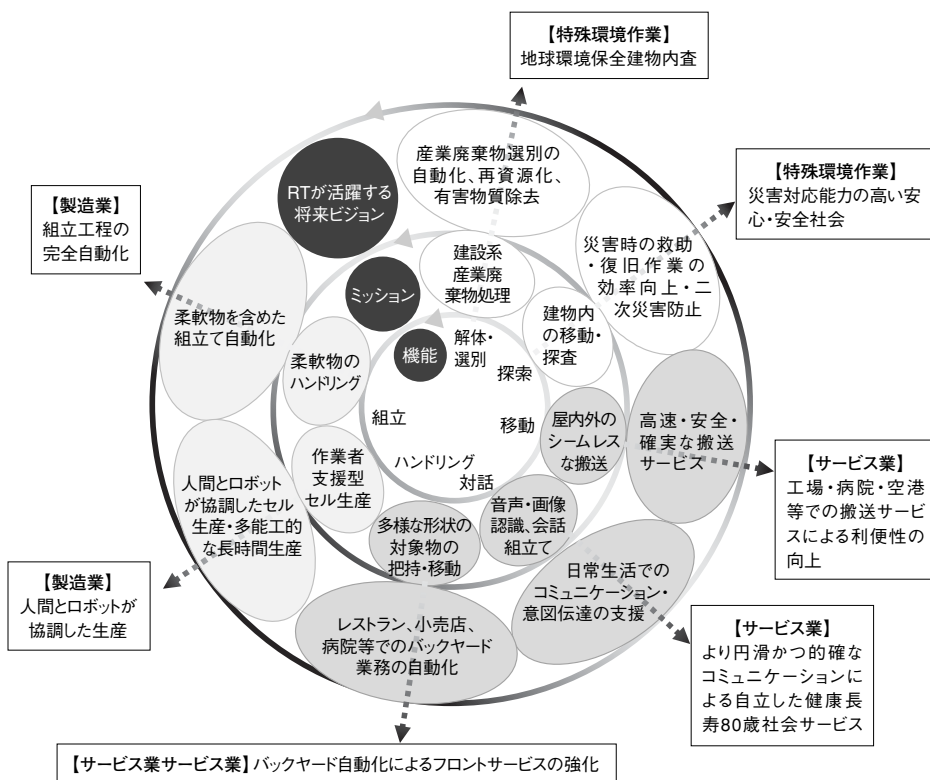 【特殊環境作業】
地球環境保全建物内査
【特殊環境作業】
災害対応能力の高い安
心・安全社会
【製造業】
組立工程の
完全自動化
RTが活躍する
将来ビジョン
産業廃棄物選別の
自動化、再資源化、
有害物質除去
災害時の救助
・復旧作業の
効率向上・二
次災害防止
ミッション
建設系
産業廃
棄物処理
建物内
の移動・
探査
柔軟物を含めた
組立て自動化
柔軟物の
ハンドリング
機能
解体・
選別
探索
組立
移動
ハンドリング
対話
屋内外の
シームレス
な搬送
高速・安全・
確実な搬送
サービス
【サービス業】
工場・病院・空港
等での搬送サービ
スによる利便性の
向上
人間とロボット
が協調したセル
生産・多能工的
な長時間生産
作業者
支援型
セル生産
多様な形状の
対象物の
把持・移動
音声・画像
認識、会話
組立て
日常生活での
コミュニケーション・
意図伝達の支援
【製造業】
人間とロボットが
協調した生産
レストラン、小売店、
病院等でのバックヤード
業務の自動化
【サービス業】
より円滑かつ的確な
コミュニケーションに
よる自立した健康長
寿80歳社会サービス
【サービス業サービス業】バックヤード自動化によるフロントサービスの強化